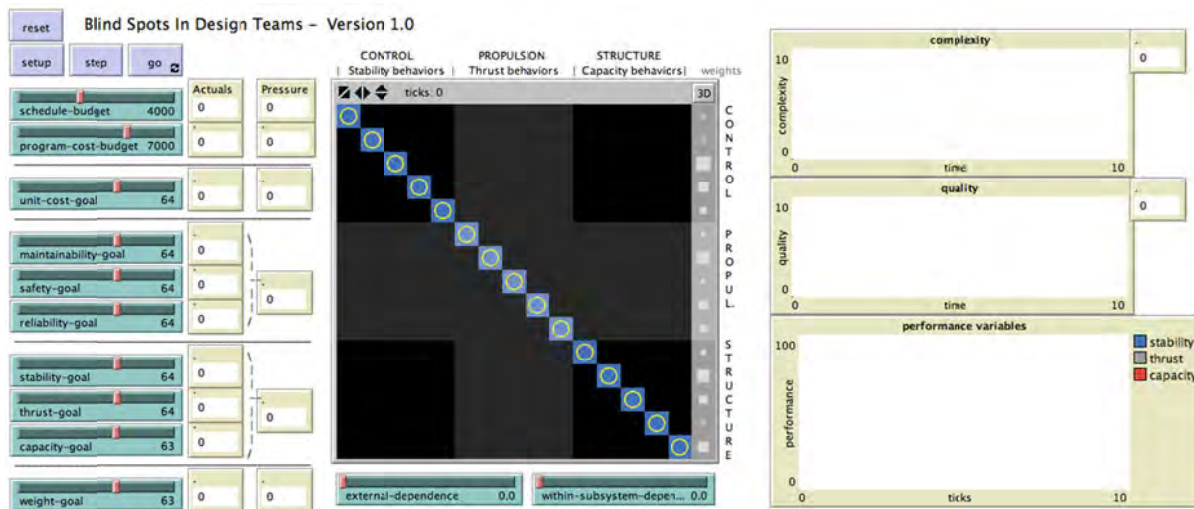 reset
Blind Spots In Design Teams - Version 1.0
setup
step
go
CONTROL
PROPULSION
STRUCTURE
| Stability behaviors |
Thrust behaviors
| Capacity behaviors|
weights
ticks: 0
3D
Actuals
Pressure
schedule-budget 4000
0
0
program-cost-budget 7000
0
0
unit-cost-goal 64
0
0
maintainability-goal 64
0
safety-goal 64
0
0
reliability-goal 64
0
stability-goal 64
0
thrust-goal 64
0
0
capacity-goal 63
0
weight-goal 63
0
0
CONTROL
PROPUL.
STRUCTURE
external-dependence 0.0
within-subsystem-depen... 0.0
complexity
10
complexity
0
0
time
10
0
quality
10
quality
0
0
time
10
0
performance variables
100
performance
0
0
ticks
10
stability
thrust
capacity